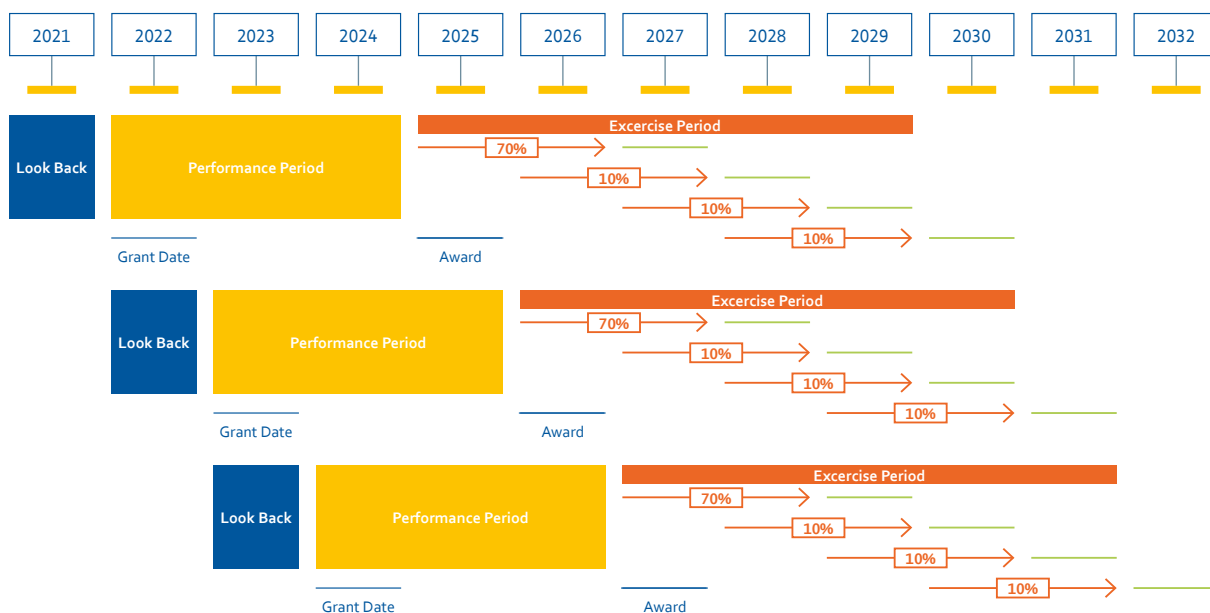 2021 2022 2023 2024 2025 2026 2027 2028 2029 2030 2031 2032
Look Back
Performance Period
Excercise Period
70%
10%
10%
10%
Grant Date
Award
Look Back
Performance Period
Excercise Period
70%
10%
10%
10%
Grant Date
Award
Look Back
Performance Period
Excercise Period
70%
10%
10%
10%
Grant Date
Award